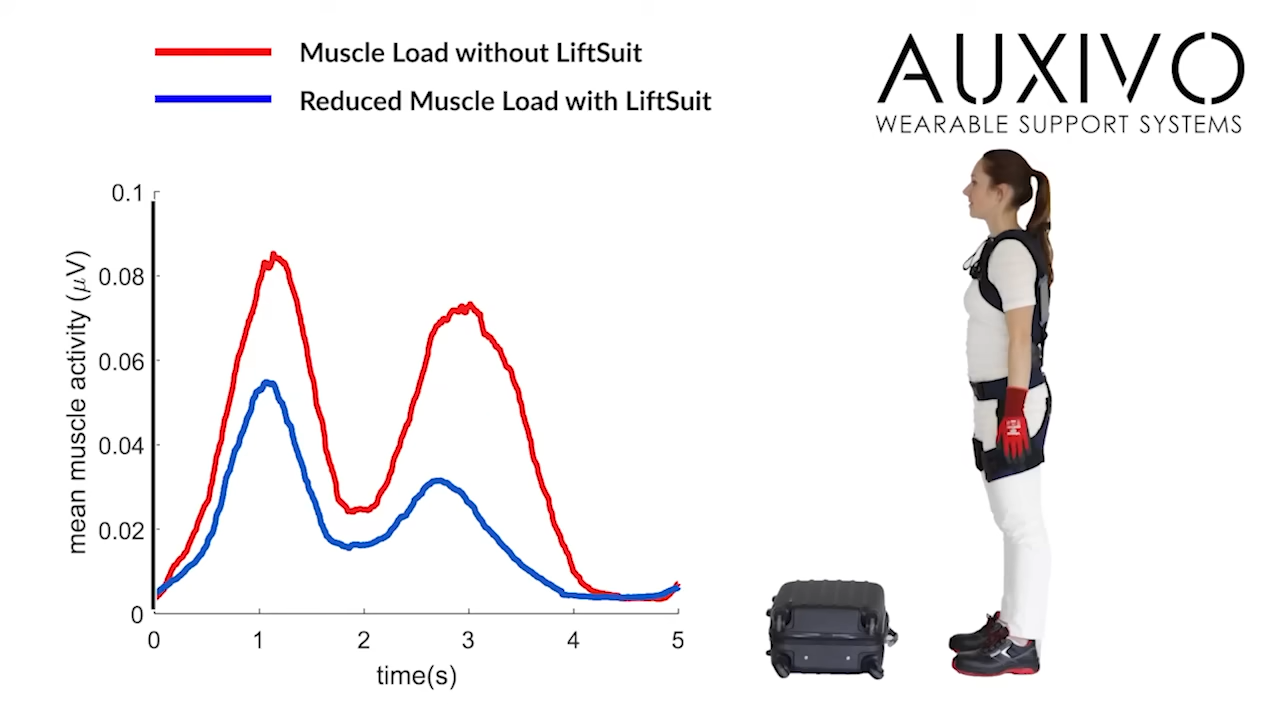 Muscle Load without LiftSuit
Reduced Muscle Load with LiftSuit
AUXIVO
WEARABLE SUPPORT SYSTEMS
mean muscle activity (μV)
0.1
0.08
0.06
0.04
0.02
0
0 1 2 3 4 5
time(s)